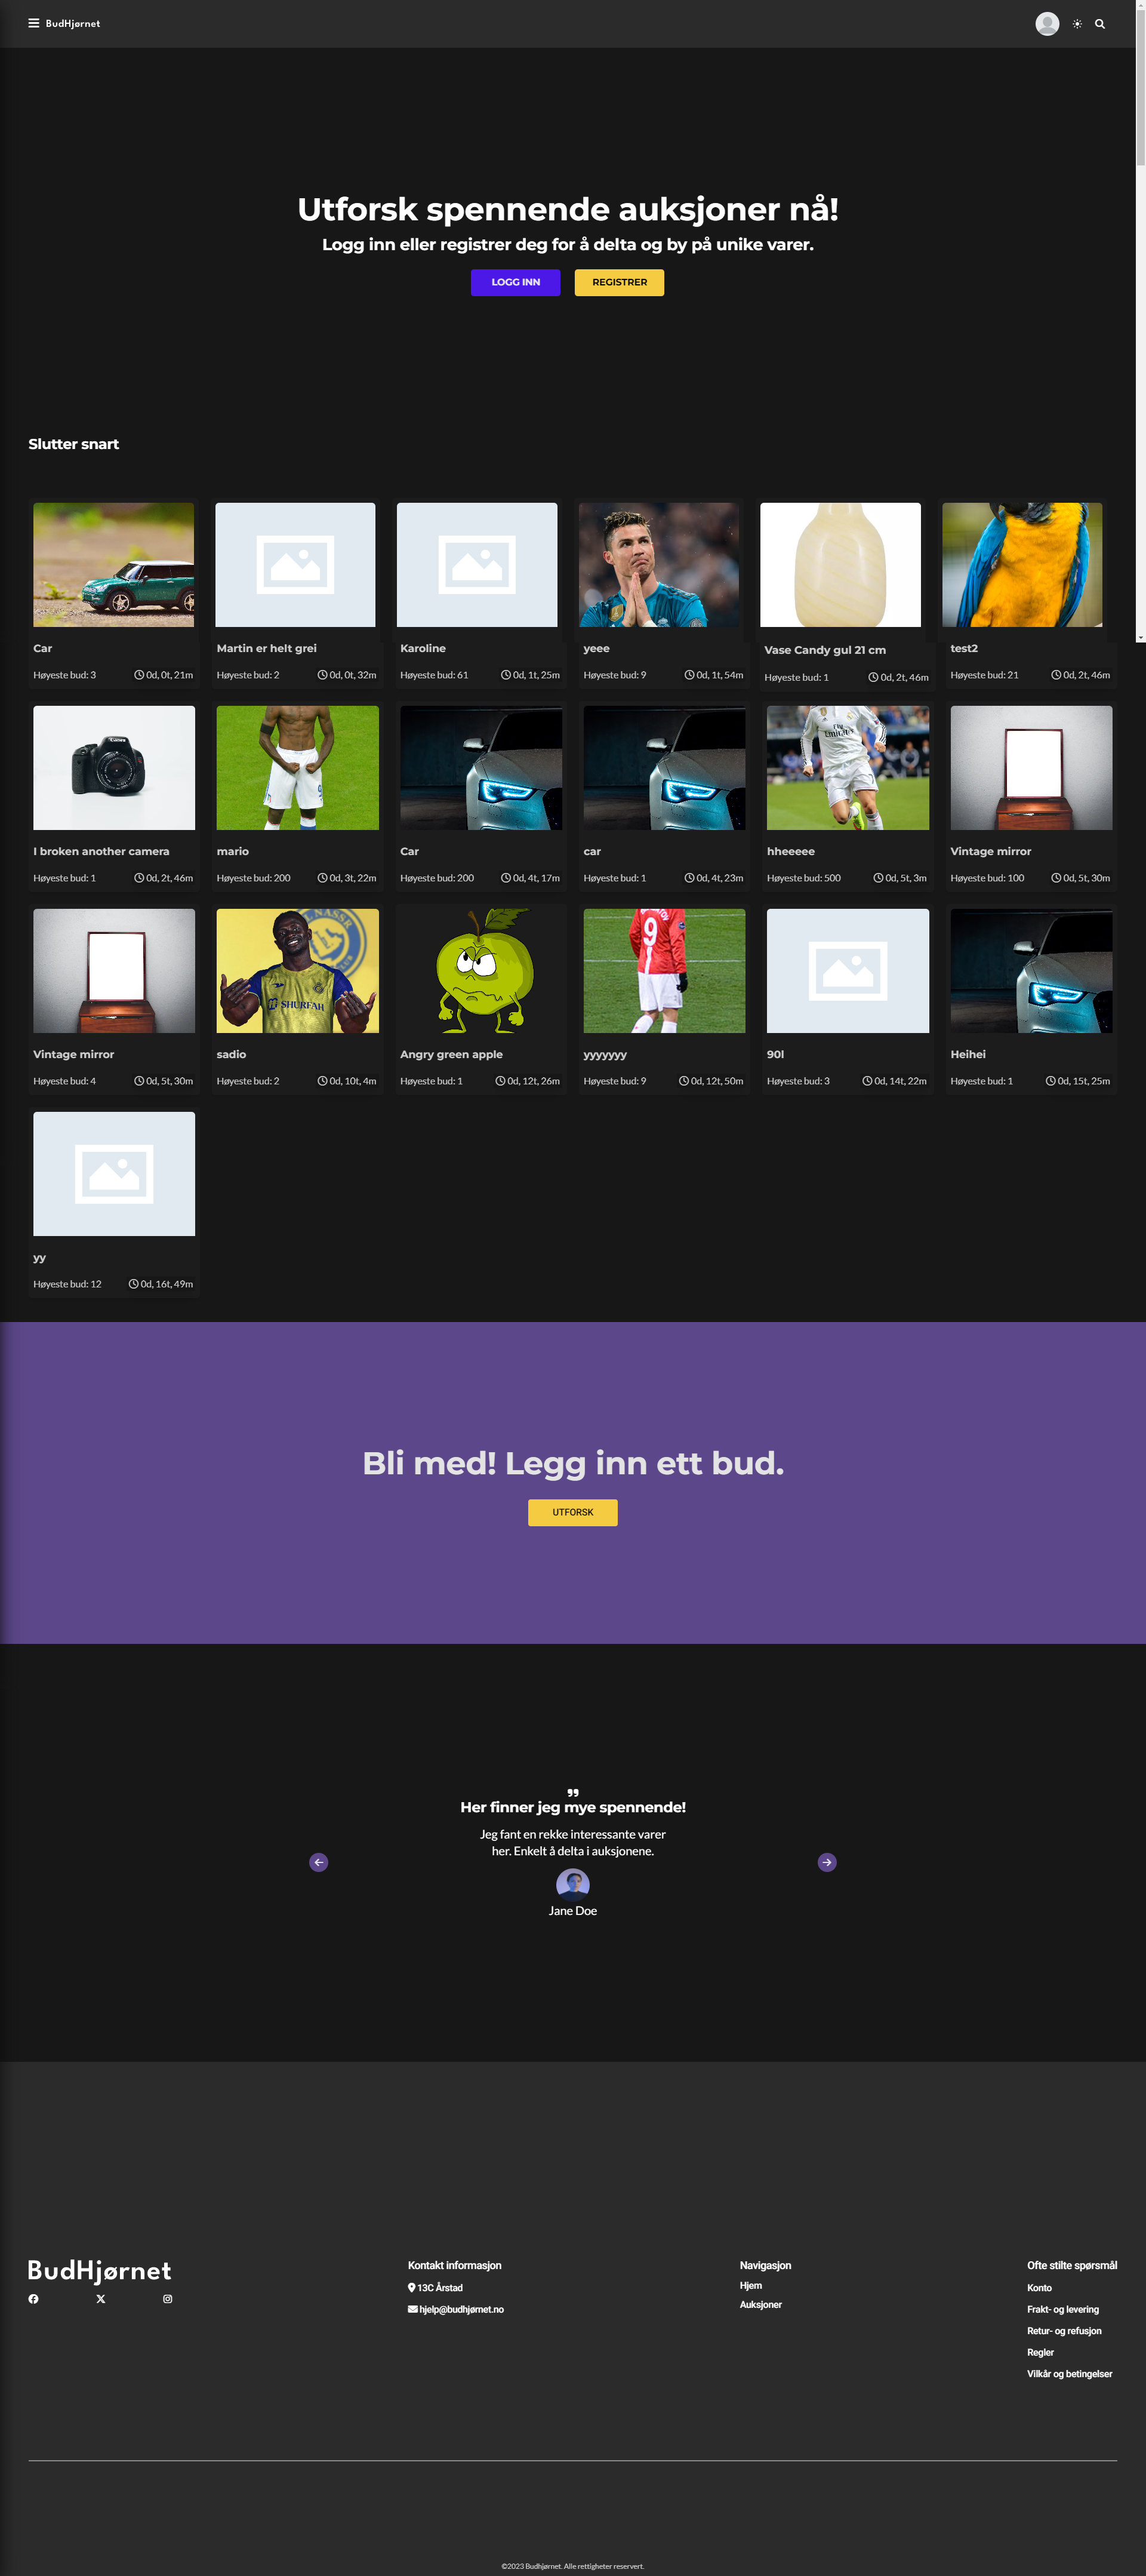 BudHjørnet
Utforsk spennende auksjoner nå!
Logg inn eller registrer deg for å delta og by på unike varer.
LOGG INN
REGISTRER
Slutter snart
Car
Høyeste bud: 3
0d, 0t, 21m
Martin er helt grei
Høyeste bud: 2
0d, 0t, 32m
Karoline
Høyeste bud: 61
0d, 1t, 25m
yeee
Høyeste bud: 9
0d, 1t, 54m
Vase Candy gul 21 cm
Høyeste bud: 1
0d, 2t, 46m
test2
Høyeste bud: 21
0d, 2t, 46m
Canon
I broken another camera
Høyeste bud: 1
0d, 2t, 46m
9
mario
Høyeste bud: 200
0d, 3t, 22m
Car
Høyeste bud: 200
0d, 4t, 17m
car
Høyeste bud: 1
0d, 4t, 23m
Emirates
7
hheeeee
Høyeste bud: 500
0d, 5t, 3m
Vintage mirror
Høyeste bud: 100
0d, 5t, 30m
Vintage mirror
Høyeste bud: 4
0d, 5t, 30m
LNASSR
SHURFAH
sadio
Høyeste bud: 2
0d, 10t, 4m
Angry green apple
Høyeste bud: 1
0d, 12t, 26m
9
yyyyyyy
Høyeste bud: 9
0d, 12t, 50m
90l
Høyeste bud: 3
0d, 14t, 22m
Heihei
Høyeste bud: 1
0d, 15t, 25m
yy
Høyeste bud: 12
0d, 16t, 49m
Bli med! Legg inn ett bud.
UTFORSK
Her finner jeg mye spennende!
Jeg fant en rekke interessante varer
her. Enkelt å delta i auksjonene.
Jane Doe
BudHjørnet
Kontakt informasjon
13C Årstad
hjelp@budhjørnet.no
Navigasjon
Hjem
Auksjoner
Ofte stilte spørsmål
Konto
Frakt- og levering
Retur- og refusjon
Regler
Vilkår og betingelser
©2023 Budhjørnet. Alle rettigheter reservert.